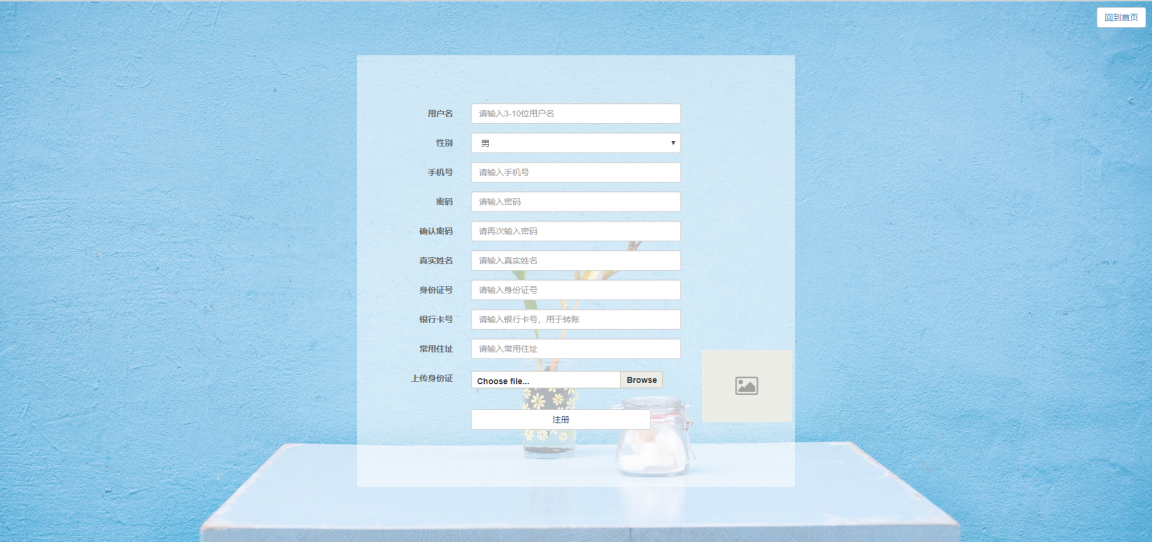 回到首页
用户名 请输入3-10位用户名
性别 男
手机号 请输入手机号
密码 请输入密码
确认密码 请再次输入密码
真实姓名 请输入真实姓名
身份证号 请输入身份证号
银行卡号 请输入银行卡号，用于转账
常用住址 请输入常用住址
上传身份证 Choose file... Browse
注册